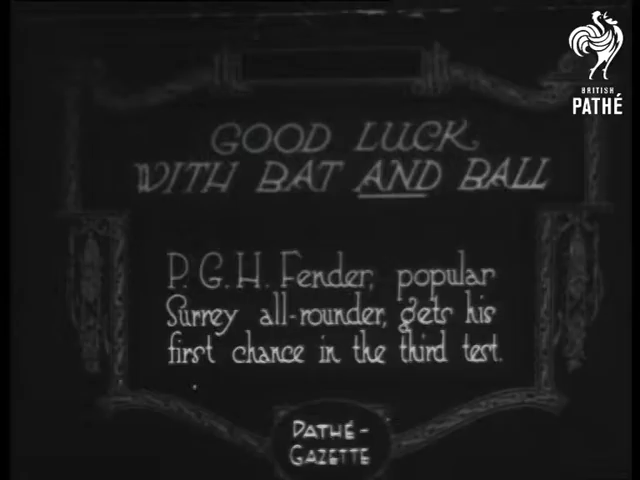 BRITISH
PATHÉ
GOOD LUCK
WITH BAT AND BALL
P. G. H. Fender, popular
Surrey all-rounder, gets his
first chance in the third test.
PATHÉ-
GAZETTE